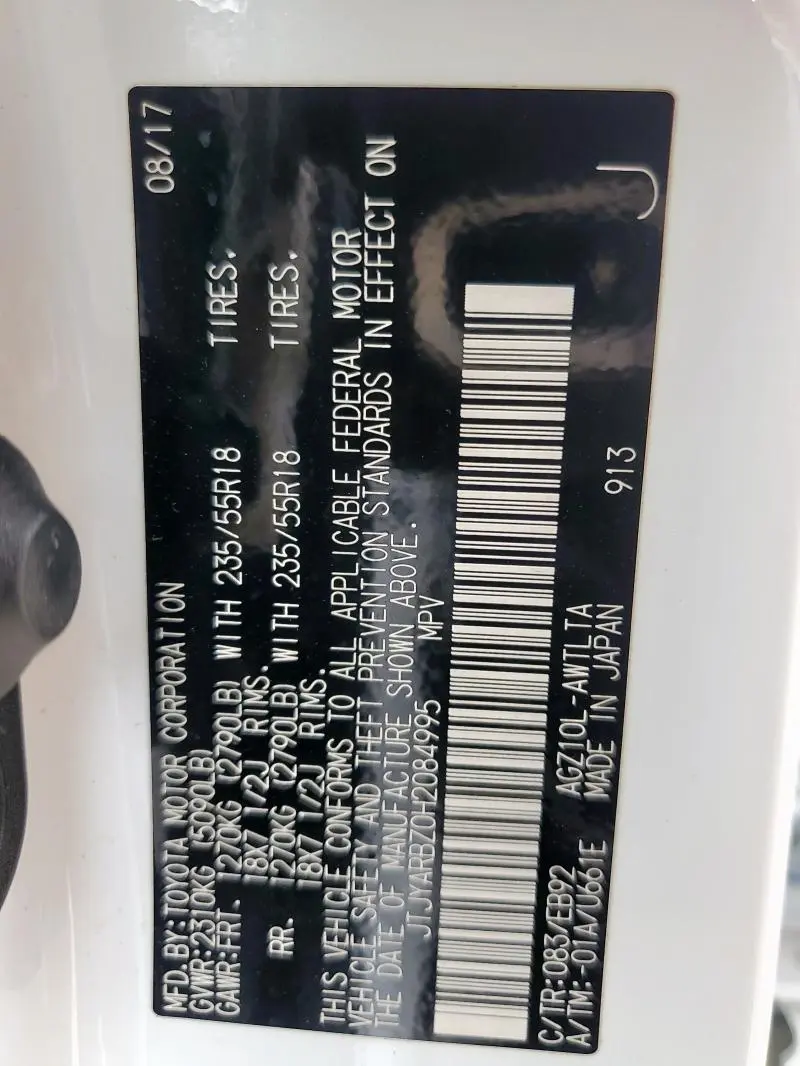 MFD.BY:TOYOTA MOTOR CORPORATION 08/17
GVWR:2310KG (5090LB)
GAWR:FRT. 1270KG (2790LB) WITH 235/55R18 TIRES,
18X7 1/2J RIMS.
RR. 1270KG (2790LB) WITH 235/55R18 TIRES,
18X7 1/2J RIMS.
THIS VEHICLE CONFORMS TO ALL APPLICABLE FEDERAL MOTOR
VEHICLE SAFETY AND THEFT PREVENTION STANDARDS IN EFFECT ON
THE DATE OF MANUFACTURE SHOWN ABOVE.
JTJYARBZ0H2084995 MPV
C/TR:083/EB92 AGZ10L-AWTLTA
A/TM:-01A/U661E MADE IN JAPAN 913 J